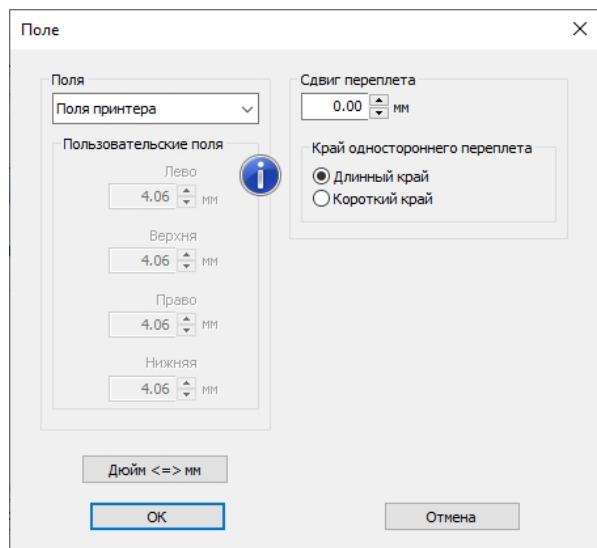 Поле
Поля
Поля принтера
Пользовательские поля
Лево
4.06 мм
Верхня
4.06 мм
Право
4.06 мм
Нижняя
4.06 мм
Сдвиг переплета
0.00 мм
Край одностороннего переплета
Длинный край
Короткий край
Дюйм <=> мм
OK
Отмена